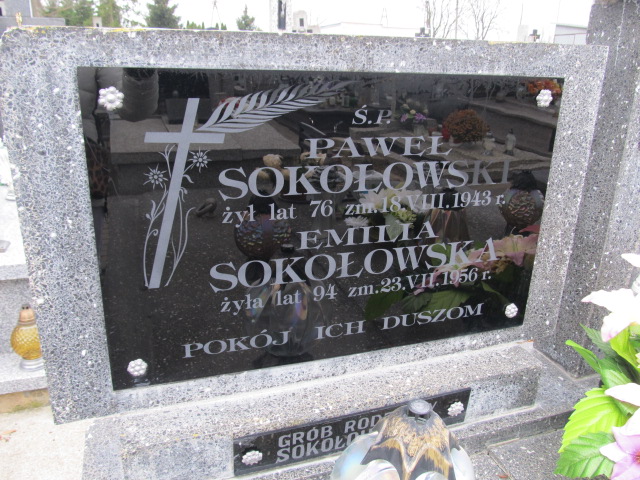 Ś.P.
PAWEŁ
SOKOŁOWSKI
żył lat 76 zm.18.VIII.1943 r.
EMILIA
SOKOŁOWSKA
żyła lat 94 zm.23.VII.1956 r.
POKÓJ ICH DUSZOM
GRÓB